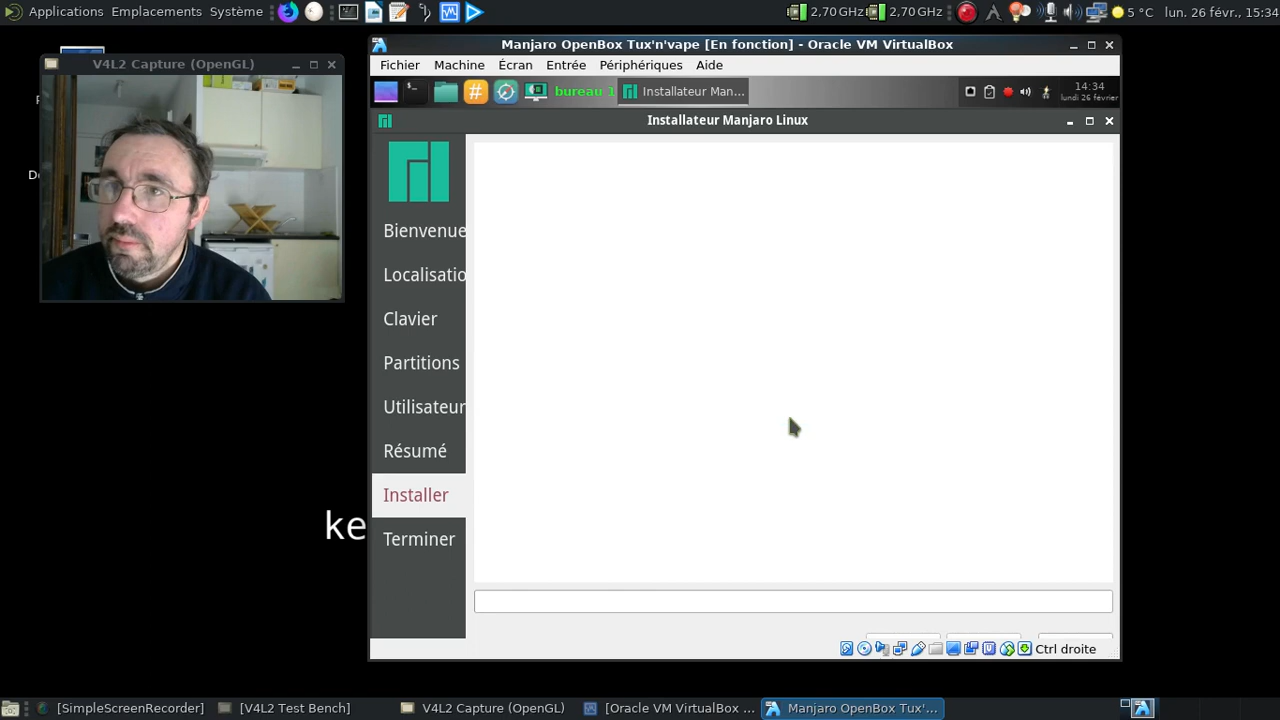 Applications Emplacements Système
2,70 GHz 2,70 GHz
5 °C
lun. 26 févr., 15:34
V4L2 Capture (OpenGL)
Manjaro OpenBox Tux'n'vape [En fonction] - Oracle VM VirtualBox
Fichier Machine Écran Entrée Périphériques Aide
bureau 1
Installateur Man...
14:34
lundi 26 février
Installateur Manjaro Linux
Bienvenue
Localisatio
Clavier
Partitions
Utilisateur
Résumé
Installer
Terminer
ke
Ctrl droite
[SimpleScreenRecorder]
[V4L2 Test Bench]
V4L2 Capture (OpenGL)
[Oracle VM VirtualBox ...
Manjaro OpenBox Tux'...